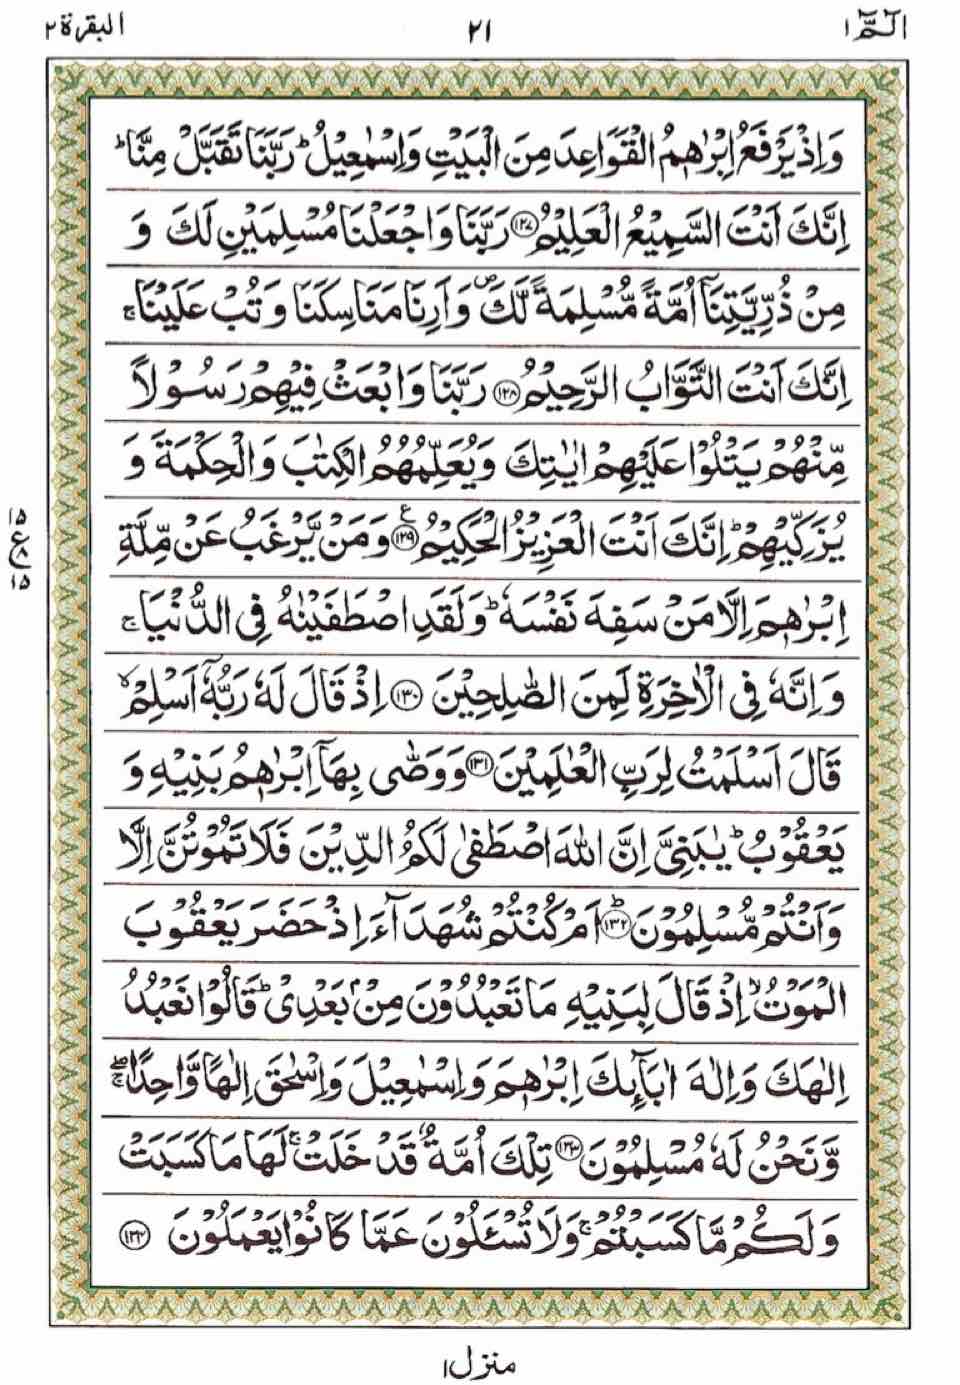 الٓمّٓ ١ ٢١ البقرة ٢
وَاِذْ يَرْفَعُ اِبْرٰهٖمُ الْقَوَاعِدَ مِنَ الْبَيْتِ وَاِسْمٰعِيْلُ ؕ رَبَّنَا تَقَبَّلْ مِنَّا ؕ
اِنَّكَ اَنْتَ السَّمِيْعُ الْعَلِيْمُ ﴿١٢٧﴾ رَبَّنَا وَاجْعَلْنَا مُسْلِمَيْنِ لَكَ وَ
مِنْ ذُرِّيَّتِنَاۤ اُمَّةً مُّسْلِمَةً لَّكَ ۪ وَاَرِنَا مَنَاسِكَنَا وَتُبْ عَلَيْنَا ۚ
اِنَّكَ اَنْتَ التَّوَّابُ الرَّحِيْمُ ﴿١٢٨﴾ رَبَّنَا وَابْعَثْ فِيْهِمْ رَسُوْلًا
مِّنْهُمْ يَتْلُوْا عَلَيْهِمْ اٰيٰتِكَ وَيُعَلِّمُهُمُ الْكِتٰبَ وَالْحِكْمَةَ وَ
يُزَكِّيْهِمْ ؕ اِنَّكَ اَنْتَ الْعَزِيْزُ الْحَكِيْمُ ﴿١٢٩﴾ ع وَمَنْ يَّرْغَبُ عَنْ مِّلَّةِ
١٥
ع ٨
١٥
اِبْرٰهٖمَ اِلَّا مَنْ سَفِهَ نَفْسَهٗ ؕ وَلَقَدِ اصْطَفَيْنٰهُ فِى الدُّنْيَا ۚ
وَاِنَّهٗ فِى الْاٰخِرَةِ لَمِنَ الصّٰلِحِيْنَ ﴿١٣٠﴾ اِذْ قَالَ لَهٗ رَبُّهٗۤ اَسْلِمْ ۙ
قَالَ اَسْلَمْتُ لِرَبِّ الْعٰلَمِيْنَ ﴿١٣١﴾ وَوَصّٰى بِهَاۤ اِبْرٰهٖمُ بَنِيْهِ وَ
يَعْقُوْبُ ؕ يٰبَنِىَّ اِنَّ اللّٰهَ اصْطَفٰى لَكُمُ الدِّيْنَ فَلَا تَمُوْتُنَّ اِلَّا
وَاَنْتُمْ مُّسْلِمُوْنَ ؕ ﴿١٣٢﴾ اَمْ كُنْتُمْ شُهَدَآءَ اِذْ حَضَرَ يَعْقُوْبَ
الْمَوْتُ ۙ اِذْ قَالَ لِبَنِيْهِ مَا تَعْبُدُوْنَ مِنْۢ بَعْدِىْ ؕ قَالُوْا نَعْبُدُ
اِلٰهَكَ وَاِلٰهَ اٰبَآئِكَ اِبْرٰهٖمَ وَاِسْمٰعِيْلَ وَاِسْحٰقَ اِلٰهًا وَّاحِدًا ۖۚ
وَّنَحْنُ لَهٗ مُسْلِمُوْنَ ﴿١٣٣﴾ تِلْكَ اُمَّةٌ قَدْ خَلَتْ ۚ لَهَا مَا كَسَبَتْ
وَلَكُمْ مَّا كَسَبْتُمْ ۚ وَلَا تُسْئَلُوْنَ عَمَّا كَانُوْا يَعْمَلُوْنَ ﴿١٣٤﴾
منزل ١